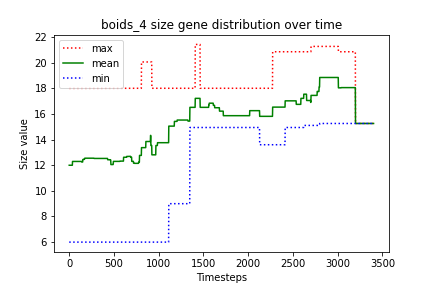 boids_4 size gene distribution over time
max
mean
min
Size value
22
20
18
16
14
12
10
8
6
0 500 1000 1500 2000 2500 3000 3500
Timesteps